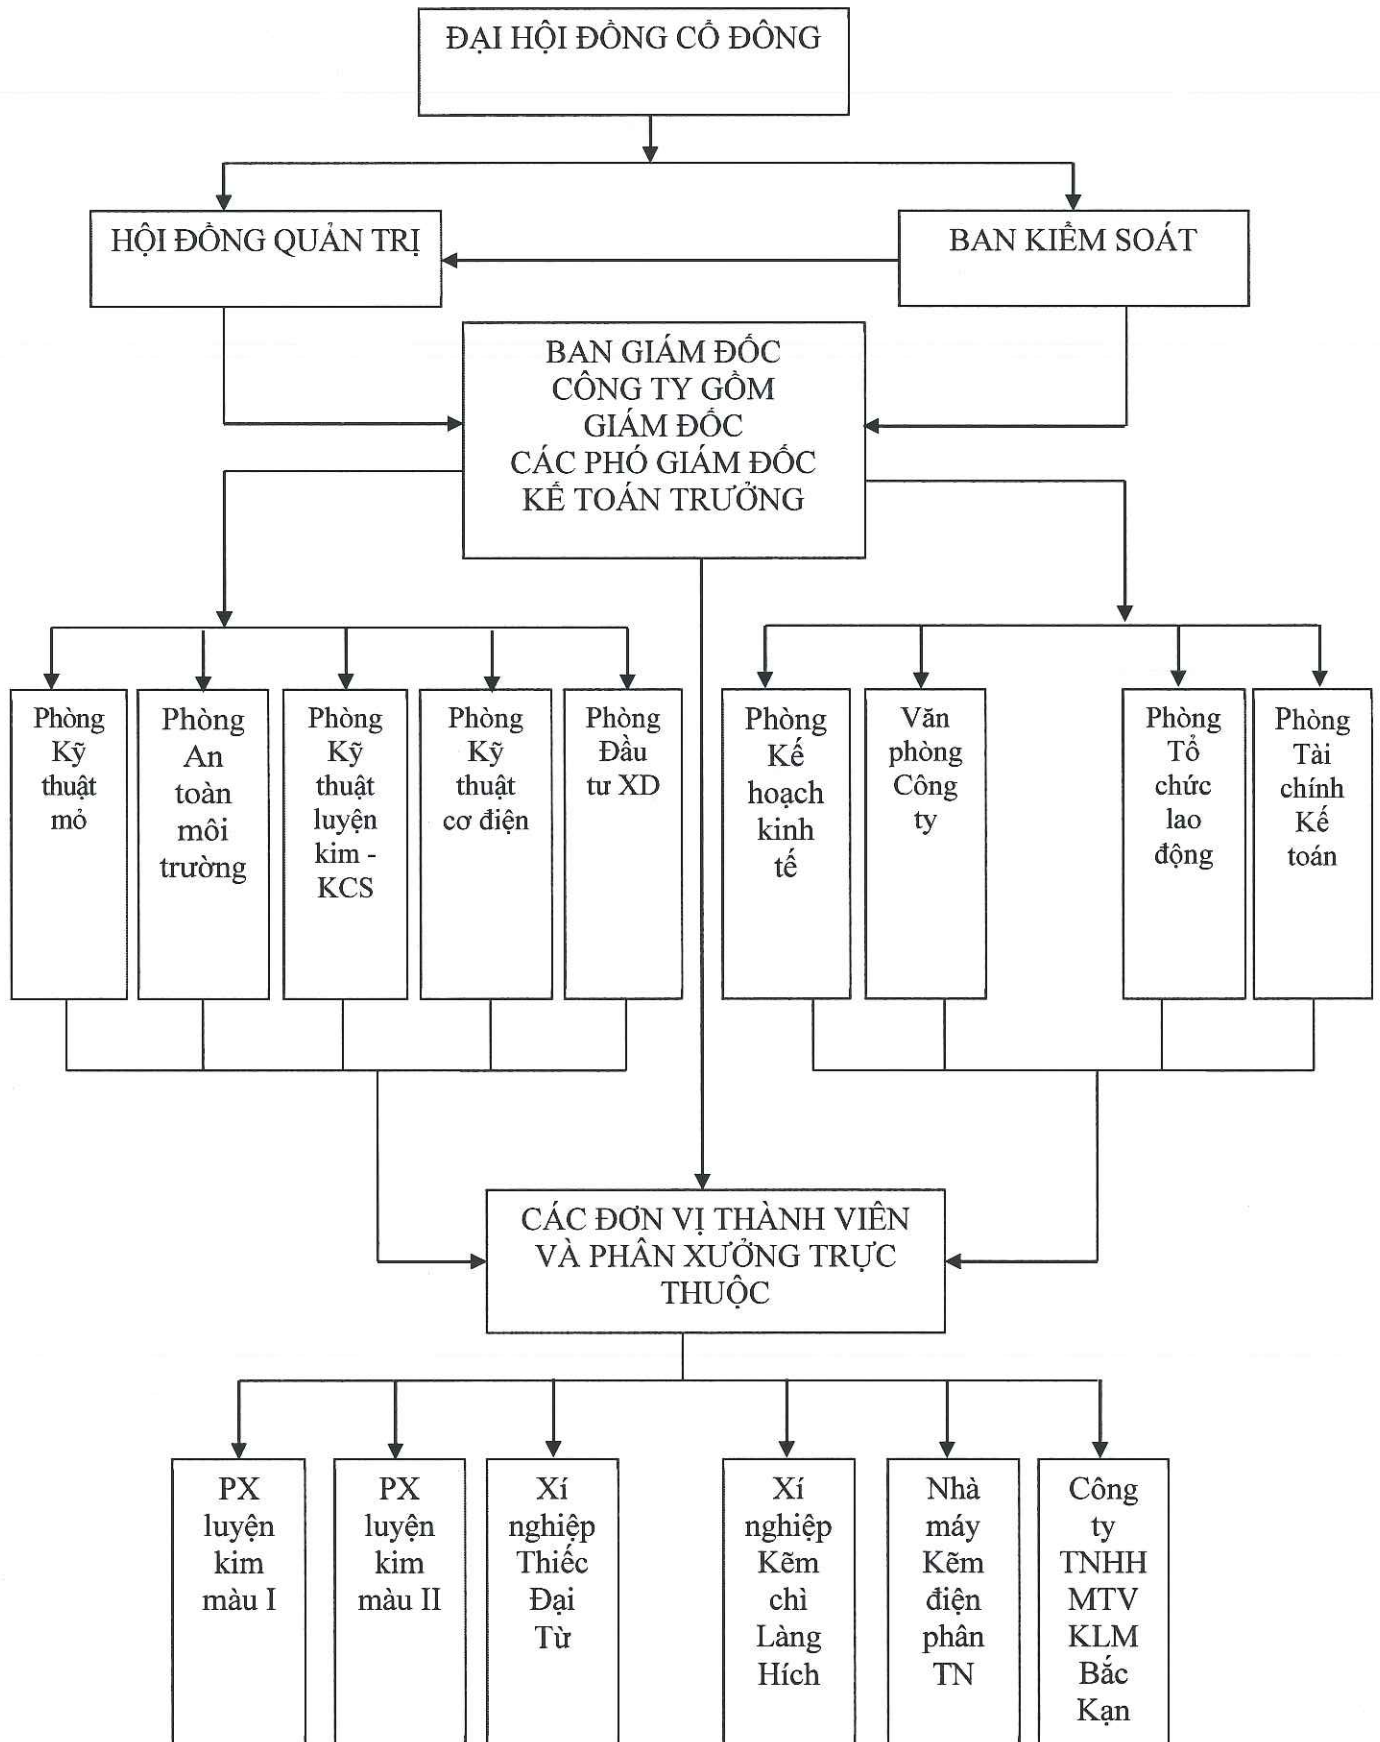 ĐẠI HỘI ĐỒNG CỔ ĐÔNG
HỘI ĐỒNG QUẢN TRỊ
BAN KIỂM SOÁT
BAN GIÁM ĐỐC
CÔNG TY GỒM
GIÁM ĐỐC
CÁC PHÓ GIÁM ĐỐC
KẾ TOÁN TRƯỞNG
Phòng
Kỹ
thuật
mỏ
Phòng
An
toàn
môi
trường
Phòng
Kỹ
thuật
luyện
kim -
KCS
Phòng
Kỹ
thuật
cơ điện
Phòng
Đầu
tư XD
Phòng
Kế
hoạch
kinh
tế
Văn
phòng
Công
ty
Phòng
Tổ
chức
lao
động
Phòng
Tài
chính
Kế
toán
CÁC ĐƠN VỊ THÀNH VIÊN
VÀ PHÂN XƯỞNG TRỰC
THUỘC
PX
luyện
kim
màu I
PX
luyện
kim
màu II
Xí
nghiệp
Thiếc
Đại
Từ
Xí
nghiệp
Kẽm
chì
Làng
Hích
Nhà
máy
Kẽm
điện
phân
TN
Công
ty
TNHH
MTV
KLM
Bắc
Kạn